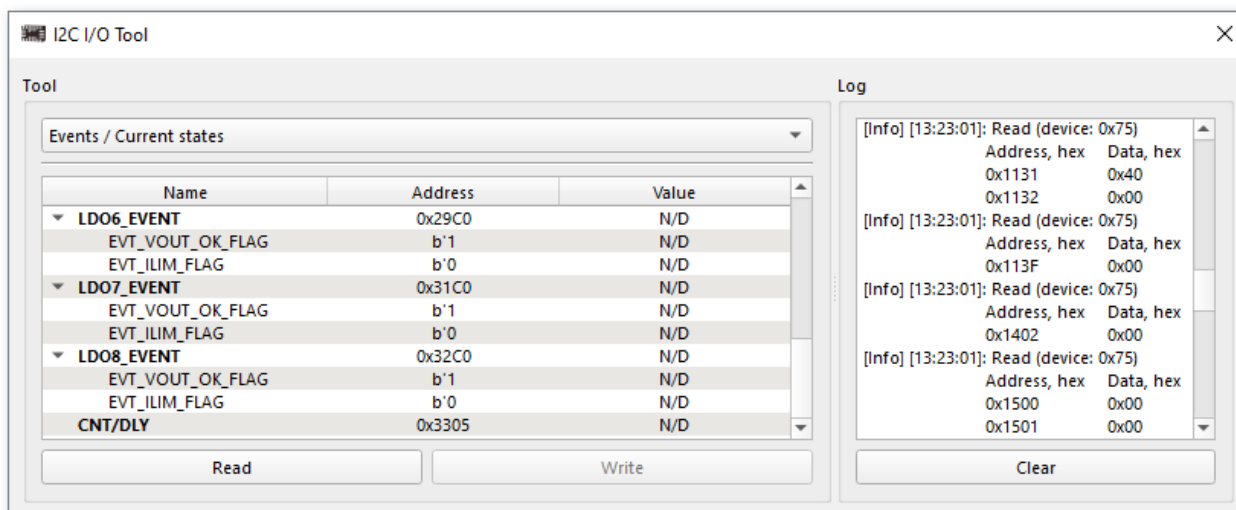 I2C I/O Tool
Tool
Events / Current states
Name Address Value
LDO6_EVENT 0x29C0 N/D
EVT_VOUT_OK_FLAG b'1 N/D
EVT_ILIM_FLAG b'0 N/D
LDO7_EVENT 0x31C0 N/D
EVT_VOUT_OK_FLAG b'1 N/D
EVT_ILIM_FLAG b'0 N/D
LDO8_EVENT 0x32C0 N/D
EVT_VOUT_OK_FLAG b'1 N/D
EVT_ILIM_FLAG b'0 N/D
CNT/DLY 0x3305 N/D
Read Write
Log
[Info] [13:23:01]: Read (device: 0x75)
Address, hex Data, hex
0x1131 0x40
0x1132 0x00
[Info] [13:23:01]: Read (device: 0x75)
Address, hex Data, hex
0x113F 0x00
[Info] [13:23:01]: Read (device: 0x75)
Address, hex Data, hex
0x1402 0x00
[Info] [13:23:01]: Read (device: 0x75)
Address, hex Data, hex
0x1500 0x00
0x1501 0x00
Clear